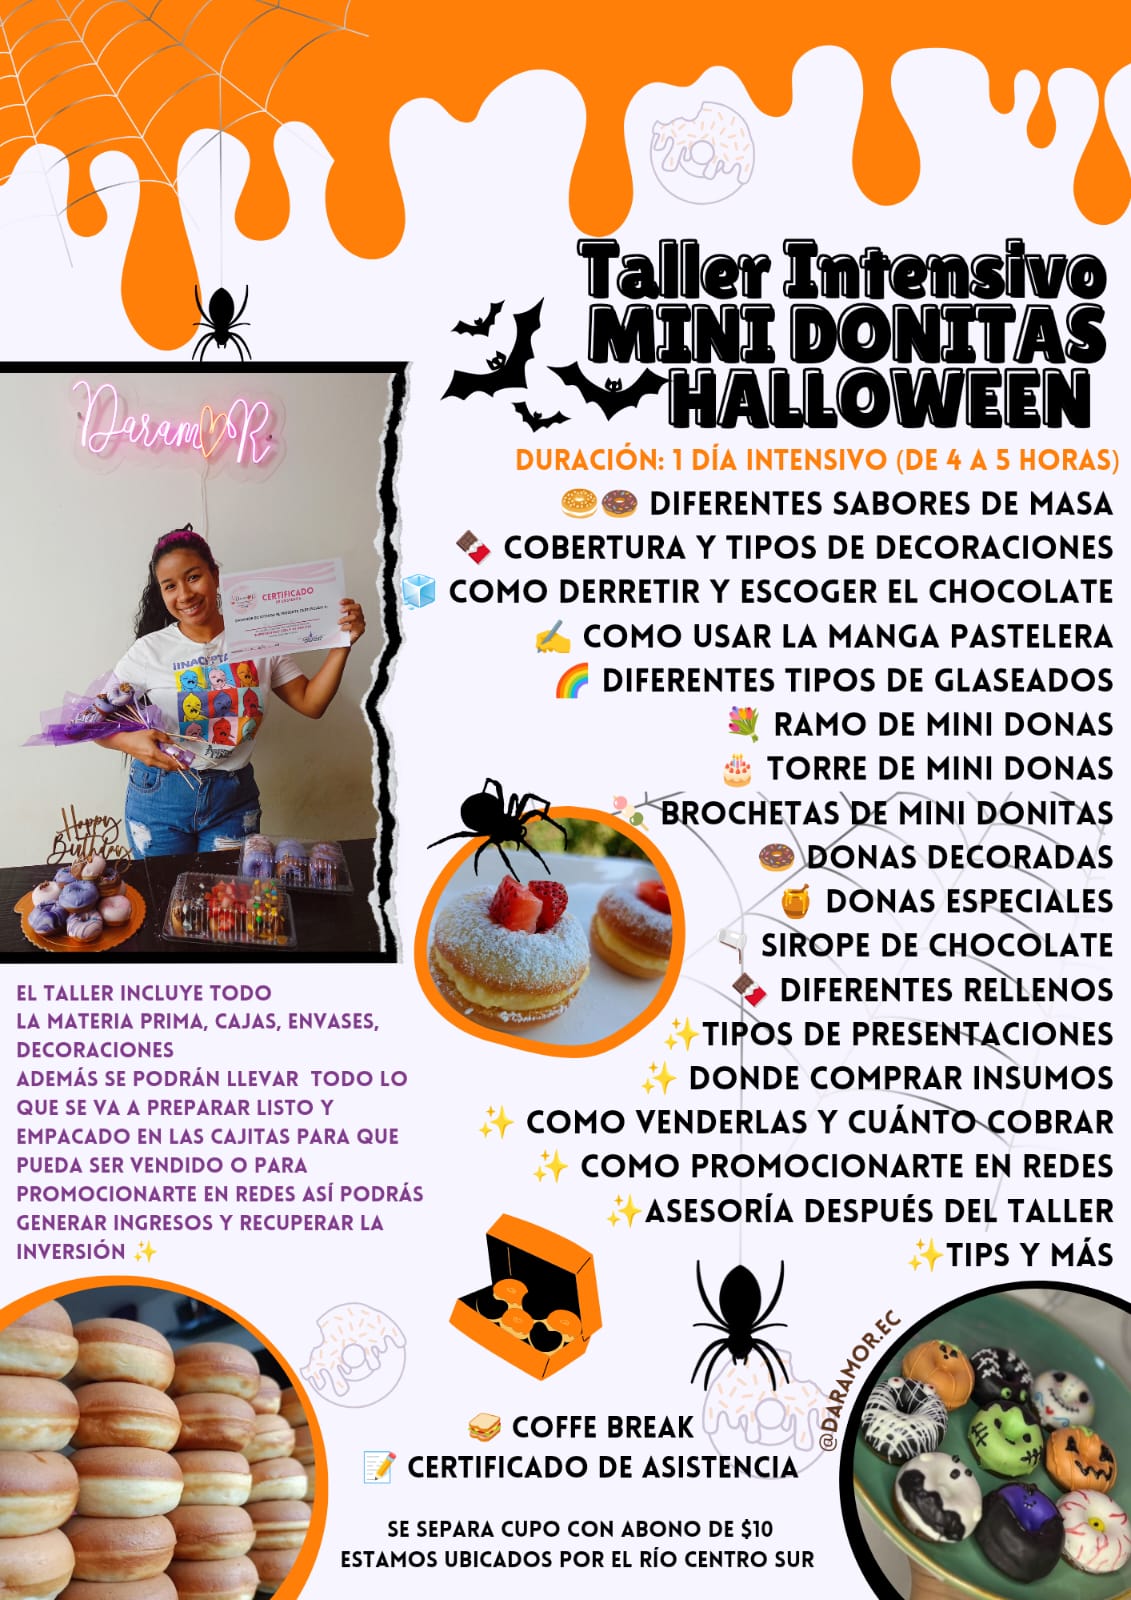 Taller Intensivo
MINI DONITAS
HALLOWEEN
DURACIÓN: 1 DÍA INTENSIVO (DE 4 A 5 HORAS)
DIFERENTES SABORES DE MASA
COBERTURA Y TIPOS DE DECORACIONES
COMO DERRETIR Y ESCOGER EL CHOCOLATE
COMO USAR LA MANGA PASTELERA
DIFERENTES TIPOS DE GLASEADOS
RAMO DE MINI DONAS
TORRE DE MINI DONAS
BROCHETAS DE MINI DONITAS
DONAS DECORADAS
DONAS ESPECIALES
SIROPE DE CHOCOLATE
DIFERENTES RELLENOS
✨TIPOS DE PRESENTACIONES
✨ DONDE COMPRAR INSUMOS
✨ COMO VENDERLAS Y CUÁNTO COBRAR
✨ COMO PROMOCIONARTE EN REDES
✨ASESORÍA DESPUÉS DEL TALLER
✨TIPS Y MÁS
DaramoR
CERTIFICADO
Happy
Birthday
EL TALLER INCLUYE TODO
LA MATERIA PRIMA, CAJAS, ENVASES,
DECORACIONES
ADEMÁS SE PODRÁN LLEVAR TODO LO
QUE SE VA A PREPARAR LISTO Y
EMPACADO EN LAS CAJITAS PARA QUE
PUEDA SER VENDIDO O PARA
PROMOCIONARTE EN REDES ASÍ PODRÁS
GENERAR INGRESOS Y RECUPERAR LA
INVERSIÓN ✨
@DARAMOR.EC
COFFE BREAK
CERTIFICADO DE ASISTENCIA
SE SEPARA CUPO CON ABONO DE $10
ESTAMOS UBICADOS POR EL RÍO CENTRO SUR